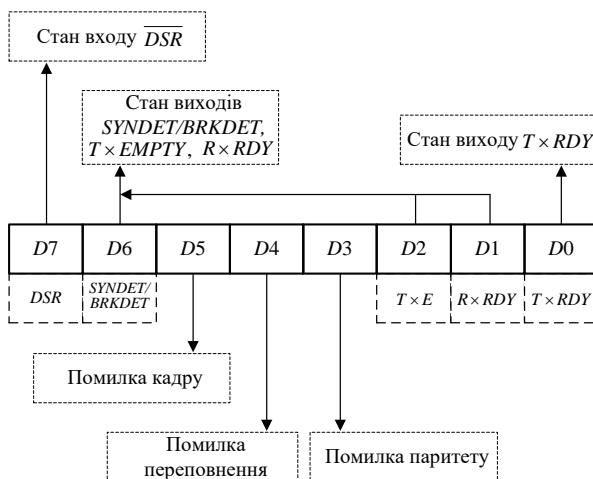 Стан входу DSR
Стан виходів
SYNDET/BRKDET,
T×EMPTY, R×RDY
Стан виходу T×RDY
D7 D6 D5 D4 D3 D2 D1 D0
DSR SYNDET/ T×E R×RDY T×RDY
BRKDET
Помилка кадру
Помилка
переповнення
Помилка паритету